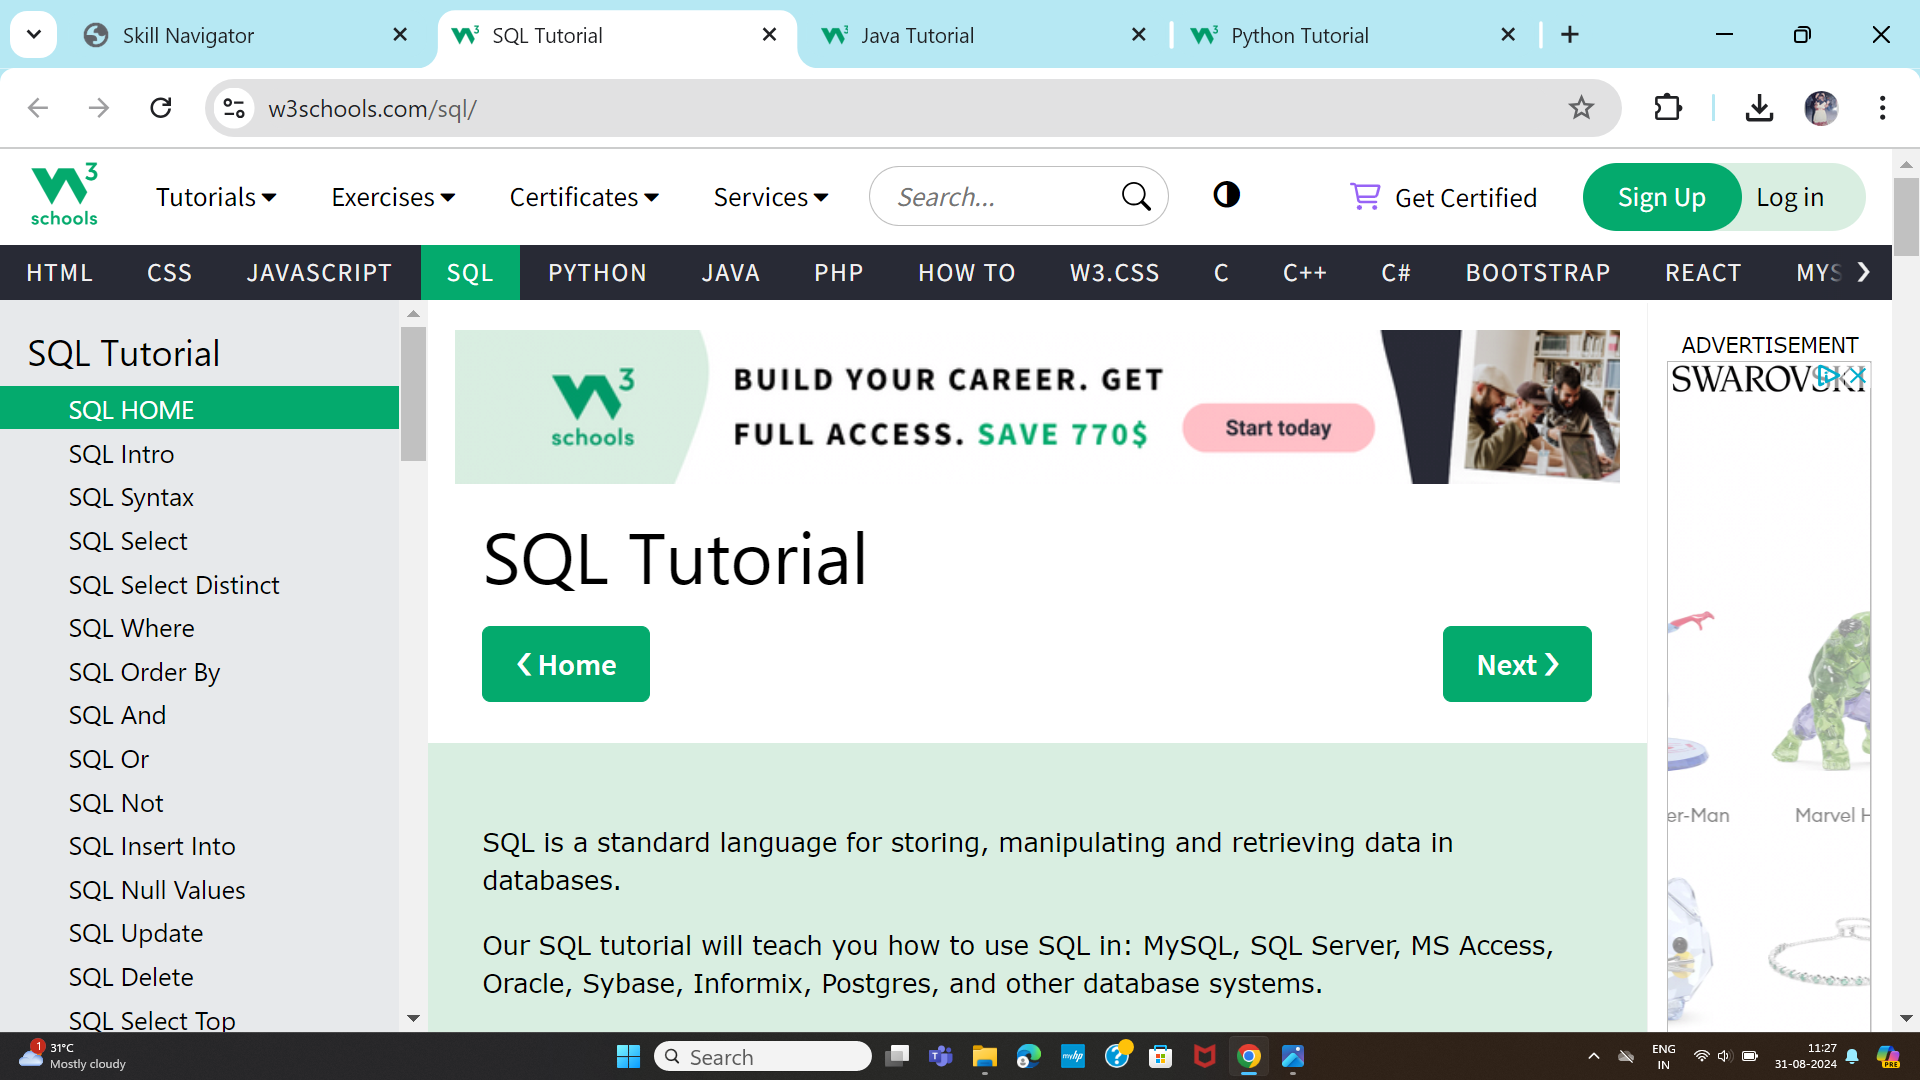 Skill Navigator
SQL Tutorial
Java Tutorial
Python Tutorial
w3schools.com/sql/
3
schools
Tutorials
Exercises
Certificates
Services
Search...
Get Certified
Sign Up
Log in
HTML
CSS
JAVASCRIPT
SQL
PYTHON
JAVA
PHP
HOW TO
W3.CSS
C
C++
C#
BOOTSTRAP
REACT
MYS
SQL Tutorial
SQL HOME
SQL Intro
SQL Syntax
SQL Select
SQL Select Distinct
SQL Where
SQL Order By
SQL And
SQL Or
SQL Not
SQL Insert Into
SQL Null Values
SQL Update
SQL Delete
SQL Select Top
3
schools
BUILD YOUR CAREER. GET
FULL ACCESS. SAVE 770$
Start today
SQL Tutorial
❮ Home
Next ❯
SQL is a standard language for storing, manipulating and retrieving data in
databases.
Our SQL tutorial will teach you how to use SQL in: MySQL, SQL Server, MS Access,
Oracle, Sybase, Informix, Postgres, and other database systems.
ADVERTISEMENT
SWAROVSKI
er-Man
Marvel H
1
31°C
Mostly cloudy
Search
myhp
ENG
IN
11:27
31-08-2024
PRE